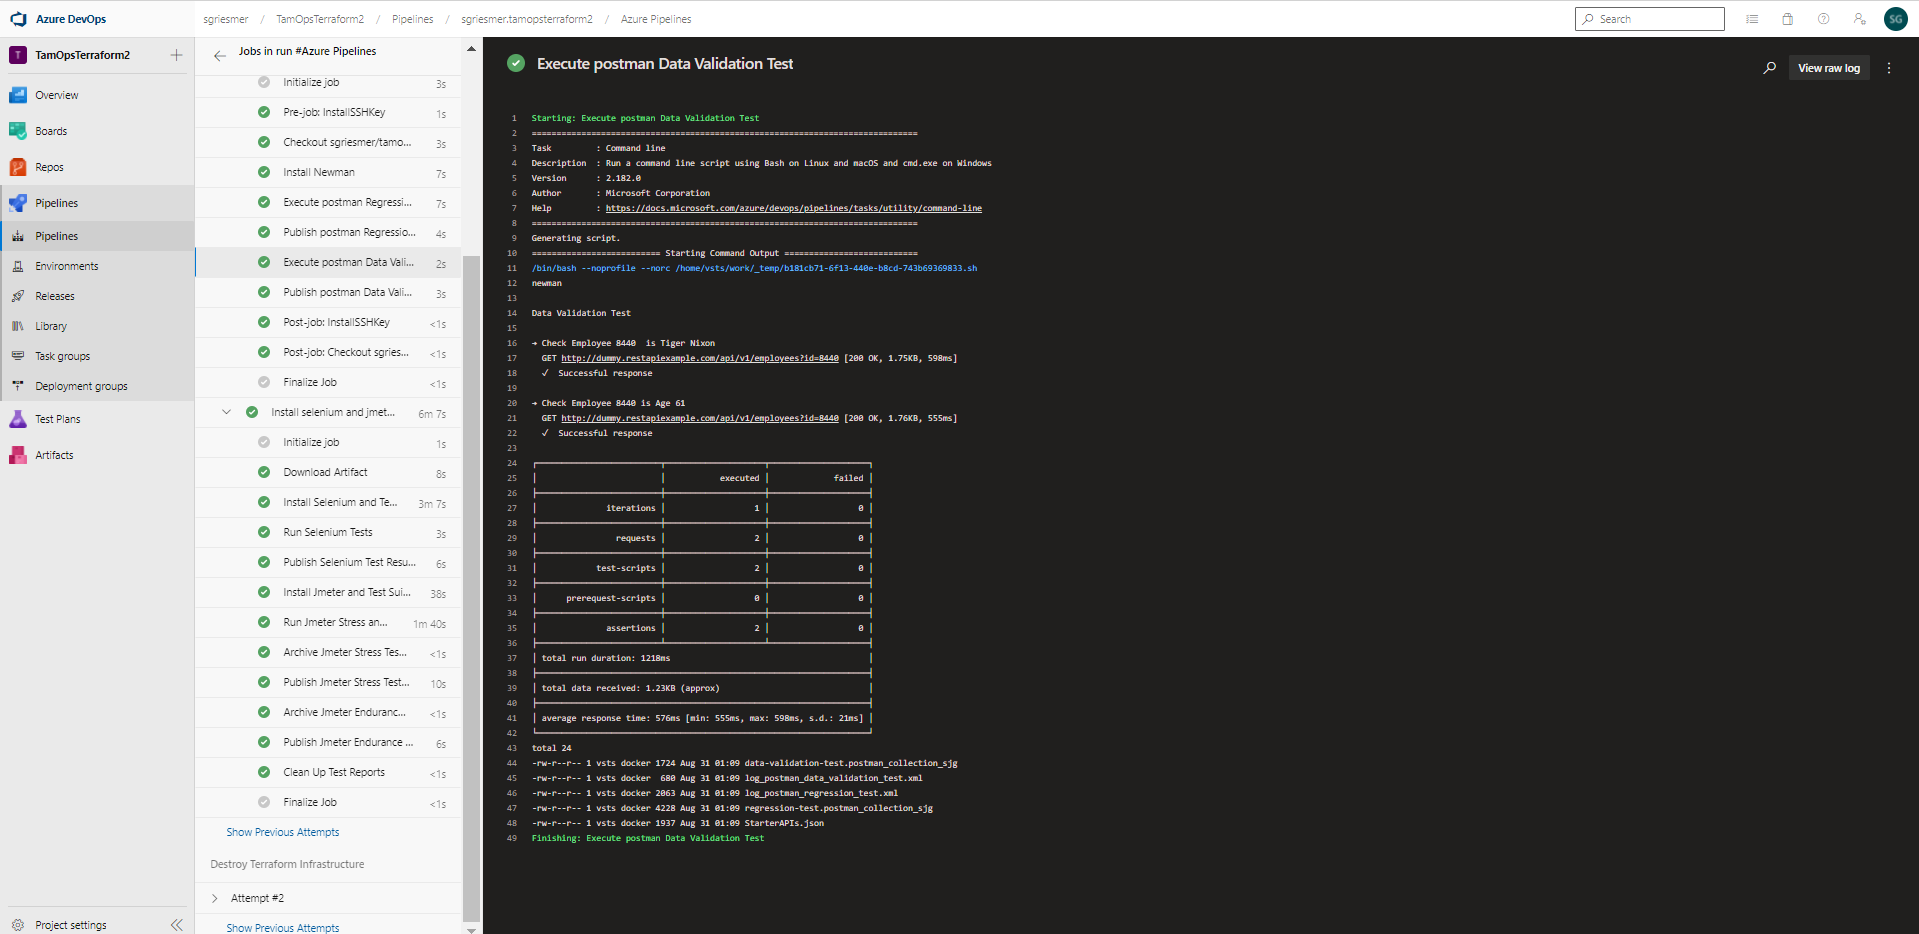 Azure DevOps
sgriesmer / TamOpsTerraform2 / Pipelines / sgriesmer.tamopsterraform2 / Azure Pipelines
Search
SG
T TamOpsTerraform2
Overview
Boards
Repos
Pipelines
Pipelines
Environments
Releases
Library
Task groups
Deployment groups
Test Plans
Artifacts
Project settings
Jobs in run #Azure Pipelines
Initialize job 3s
Pre-job: InstallSSHKey 1s
Checkout sgriesmer/tamo... 3s
Install Newman 7s
Execute postman Regressi... 7s
Publish postman Regressio... 4s
Execute postman Data Vali... 2s
Publish postman Data Vali... 3s
Post-job: InstallSSHKey <1s
Post-job: Checkout sgries... <1s
Finalize Job <1s
Install selenium and jmet... 6m 7s
Initialize job 1s
Download Artifact 8s
Install Selenium and Te... 3m 7s
Run Selenium Tests 3s
Publish Selenium Test Resu... 6s
Install Jmeter and Test Sui... 38s
Run Jmeter Stress an... 1m 40s
Archive Jmeter Stress Tes... <1s
Publish Jmeter Stress Test... 10s
Archive Jmeter Enduranc... <1s
Publish Jmeter Endurance ... 6s
Clean Up Test Reports <1s
Finalize Job <1s
Show Previous Attempts
Destroy Terraform Infrastructure
Attempt #2
Show Previous Attempts
Execute postman Data Validation Test
View raw log
1 Starting: Execute postman Data Validation Test
2 ==============================================================================
3 Task : Command line
4 Description : Run a command line script using Bash on Linux and macOS and cmd.exe on Windows
5 Version : 2.182.0
6 Author : Microsoft Corporation
7 Help : https://docs.microsoft.com/azure/devops/pipelines/tasks/utility/command-line
8 ==============================================================================
9 Generating script.
10 ========================== Starting Command Output ===========================
11 /bin/bash --noprofile --norc /home/vsts/work/_temp/b181cb71-6f13-440e-b8cd-743b69369833.sh
12 newman
13
14 Data Validation Test
15
16 → Check Employee 8440  is Tiger Nixon
17 GET http://dummy.restapiexample.com/api/v1/employees?id=8440 [200 OK, 1.75KB, 598ms]
18 √ Successful response
19
20 → Check Employee 8440 is Age 61
21 GET http://dummy.restapiexample.com/api/v1/employees?id=8440 [200 OK, 1.76KB, 555ms]
22 √ Successful response
23
24
25 executed failed
26
27 iterations 1 0
28
29 requests 2 0
30
31 test-scripts 2 0
32
33 prerequest-scripts 0 0
34
35 assertions 2 0
36
37 total run duration: 1218ms
38
39 total data received: 1.23KB (approx)
40
41 average response time: 576ms [min: 555ms, max: 598ms, s.d.: 21ms]
42
43 total 24
44 -rw-r--r-- 1 vsts docker 1724 Aug 31 01:09 data-validation-test.postman_collection_sjg
45 -rw-r--r-- 1 vsts docker  680 Aug 31 01:09 log_postman_data_validation_test.xml
46 -rw-r--r-- 1 vsts docker 2063 Aug 31 01:09 log_postman_regression_test.xml
47 -rw-r--r-- 1 vsts docker 4228 Aug 31 01:09 regression-test.postman_collection_sjg
48 -rw-r--r-- 1 vsts docker 1937 Aug 31 01:09 StarterAPIs.json
49 Finishing: Execute postman Data Validation Test